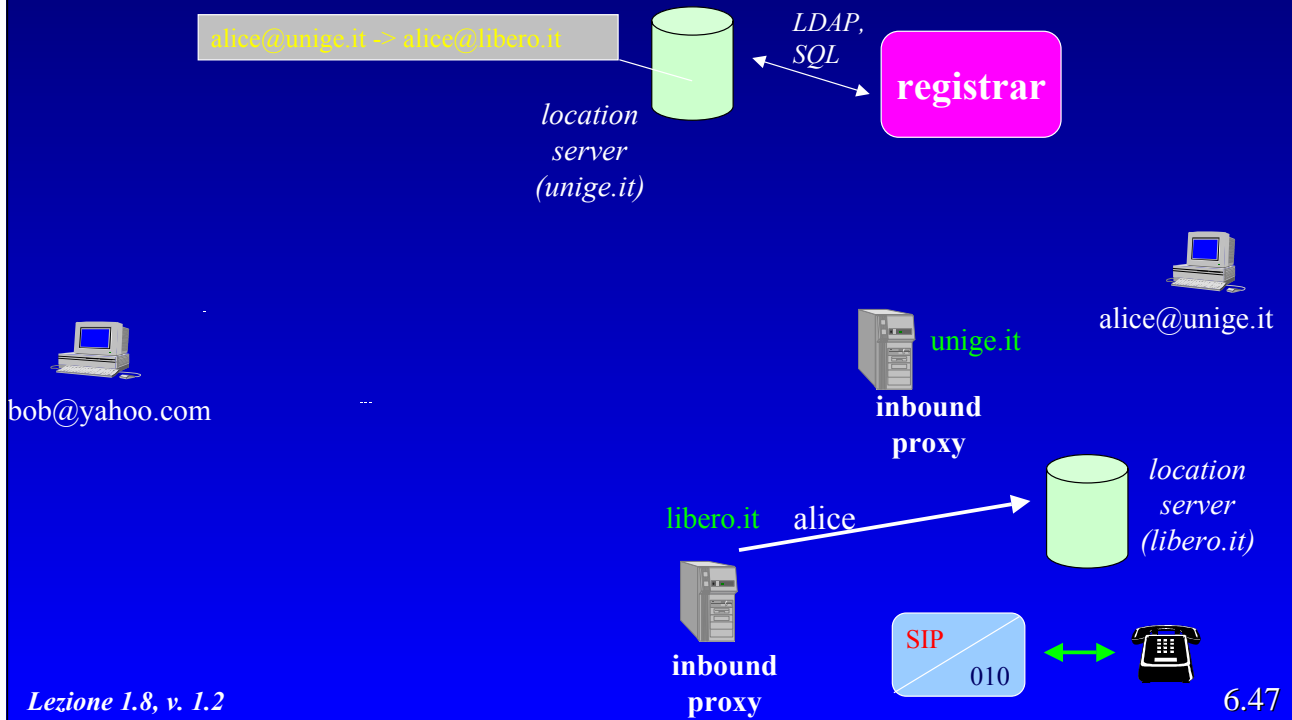 alice@unige.it -> alice@libero.it
LDAP,
SQL
registrar
location
server
(unige.it)
alice@unige.it
unige.it
bob@yahoo.com
inbound
proxy
location
server
(libero.it)
libero.it
alice
SIP
010
inbound
proxy
Lezione 1.8, v. 1.2
6.47